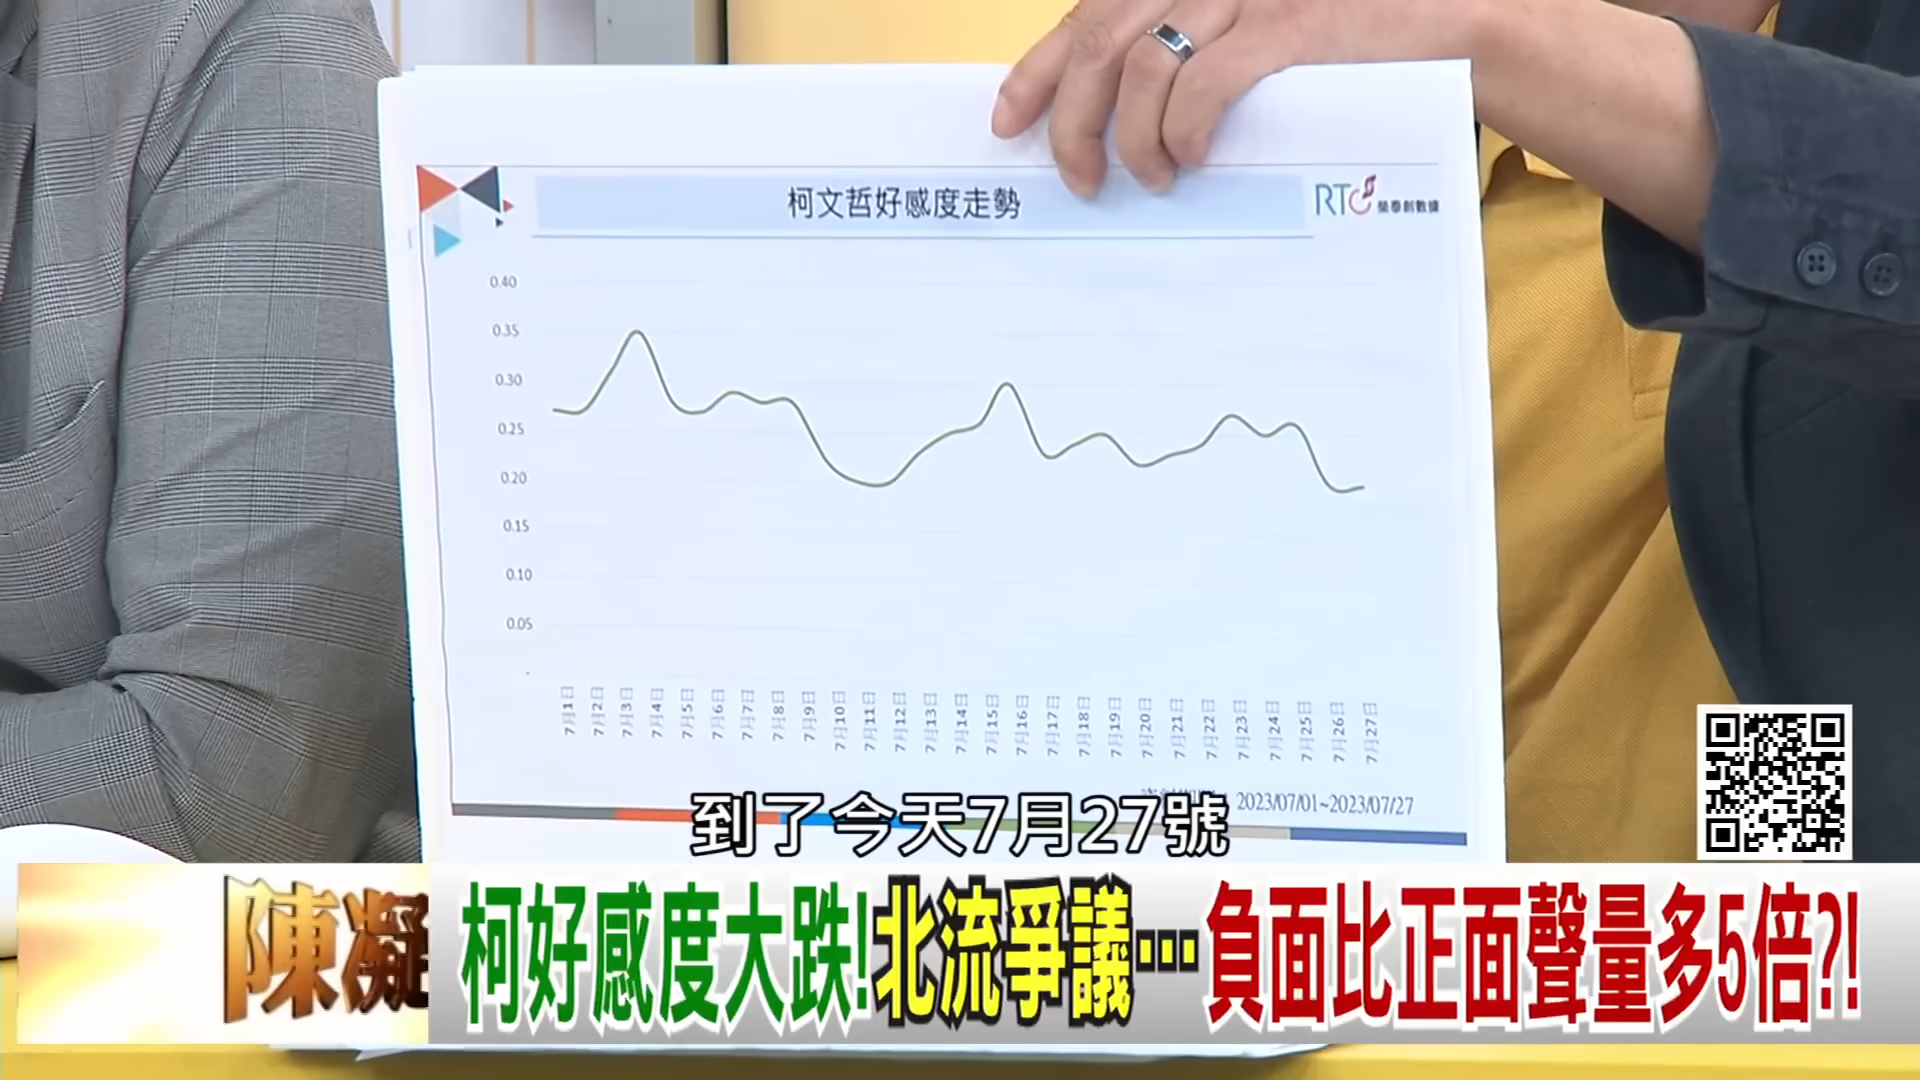 柯文哲好感度走勢
RTC 榮泰創數據
0.40
0.35
0.30
0.25
0.20
0.15
0.10
0.05
-
7月1日
7月2日
7月3日
7月4日
7月5日
7月6日
7月7日
7月8日
7月9日
7月10日
7月11日
7月12日
7月13日
7月14日
7月15日
7月16日
7月17日
7月18日
7月19日
7月20日
7月21日
7月22日
7月23日
7月24日
7月25日
7月26日
7月27日
2023/07/01~2023/07/27
到了今天7月27號
陳凝
柯好感度大跌!北流爭議…負面比正面聲量多5倍?!